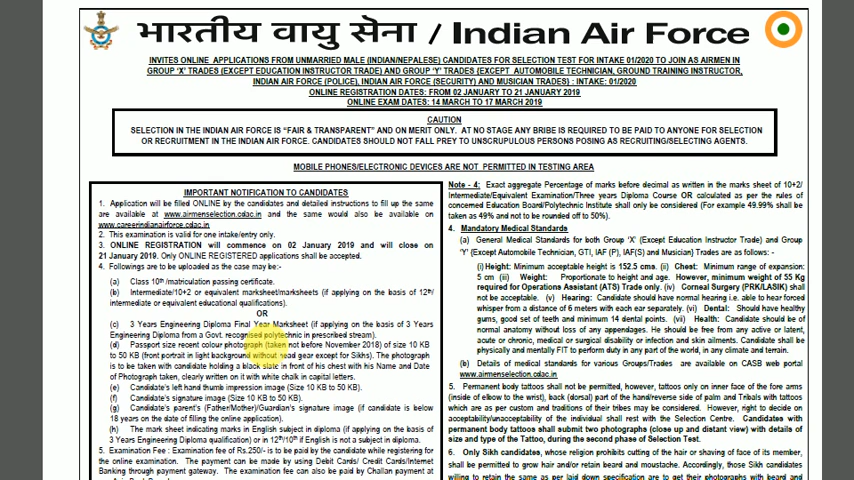 भारतीय वायु सेना / Indian Air Force
INVITES ONLINE APPLICATIONS FROM UNMARRIED MALE (INDIAN/NEPALESE) CANDIDATES FOR SELECTION TEST FOR INTAKE 01/2020 TO JOIN AS AIRMEN IN
GROUP 'X' TRADES (EXCEPT EDUCATION INSTRUCTOR TRADE) AND GROUP 'Y' TRADES {EXCEPT AUTOMOBILE TECHNICIAN, GROUND TRAINING INSTRUCTOR,
INDIAN AIR FORCE (POLICE), INDIAN AIR FORCE (SECURITY) AND MUSICIAN TRADES} : INTAKE: 01/2020
ONLINE REGISTRATION DATES: FROM 02 JANUARY TO 21 JANUARY 2019
ONLINE EXAM DATES: 14 MARCH TO 17 MARCH 2019
CAUTION
SELECTION IN THE INDIAN AIR FORCE IS "FAIR & TRANSPARENT" AND ON MERIT ONLY. AT NO STAGE ANY BRIBE IS REQUIRED TO BE PAID TO ANYONE FOR SELECTION
OR RECRUITMENT IN THE INDIAN AIR FORCE. CANDIDATES SHOULD NOT FALL PREY TO UNSCRUPULOUS PERSONS POSING AS RECRUITING/SELECTING AGENTS.
MOBILE PHONES/ELECTRONIC DEVICES ARE NOT PERMITTED IN TESTING AREA
IMPORTANT NOTIFICATION TO CANDIDATES
1. Application will be filled ONLINE by the candidates and detailed instructions to fill up the same
are available at www.airmenselection.cdac.in and the same would also be available on
www.careerindianairforce.cdac.in
2. This examination is valid for one intake/entry only.
3. ONLINE REGISTRATION will commence on 02 January 2019 and will close on
21 January 2019. Only ONLINE REGISTERED applications shall be accepted.
4. Followings are to be uploaded as the case may be:-
(a) Class 10th /matriculation passing certificate.
(b) Intermediate/10+2 or equivalent marksheet/marksheets (if applying on the basis of 12th/
intermediate or equivalent educational qualifications).
OR
(c) 3 Years Engineering Diploma Final Year Marksheet (if applying on the basis of 3 Years
Engineering Diploma from a Govt. recognised polytechnic in prescribed stream).
(d) Passport size recent colour photograph (taken not before November 2018) of size 10 KB
to 50 KB (front portrait in light background without head gear except for Sikhs). The photograph
is to be taken with candidate holding a black slate in front of his chest with his Name and Date
of Photograph taken, clearly written on it with white chalk in capital letters.
(e) Candidate's left hand thumb impression image (Size 10 KB to 50 KB).
(f) Candidate's signature image (Size 10 KB to 50 KB).
(g) Candidate's parent's (Father/Mother)/Guardian's signature image (if candidate is below
18 years on the date of filling the online application).
(h) The mark sheet indicating marks in English subject in diploma (if applying on the basis of
3 Years Engineering Diploma qualification) or in 12th/10th if English is not a subject in diploma.
5. Examination Fee : Examination fee of Rs.250/- is to be paid by the candidate while registering for
the online examination. The payment can be made by using Debit Cards/ Credit Cards/Internet
Banking through payment gateway. The examination fee can also be paid by Challan payment at
Note - 4: Exact aggregate Percentage of marks before decimal as written in the marks sheet of 10+2/
Intermediate/Equivalent Examination/Three years Diploma Course OR calculated as per the rules of
concerned Education Board/Polytechnic Institute shall only be considered (For example 49.99% shall be
taken as 49% and not to be rounded off to 50%).
4. Mandatory Medical Standards
(a) General Medical Standards for both Group 'X' (Except Education Instructor Trade) and Group
'Y' {Except Automobile Technician, GTI, IAF (P), IAF(S) and Musician} Trades are as follows: -
(i) Height: Minimum acceptable height is 152.5 cms. (ii) Chest: Minimum range of expansion:
5 cm (iii) Weight: Proportionate to height and age. However, minimum weight of 55 Kg
required for Operations Assistant (ATS) Trade only. (iv) Corneal Surgery (PRK/LASIK) shall
not be acceptable. (v) Hearing: Candidate should have normal hearing i.e. able to hear forced
whisper from a distance of 6 meters with each ear separately. (vi) Dental: Should have healthy
gums, good set of teeth and minimum 14 dental points. (vii) Health: Candidate should be of
normal anatomy without loss of any appendages. He should be free from any active or latent,
acute or chronic, medical or surgical disability or infection and skin ailments. Candidate must be
physically and mentally FIT to perform duty in any part of the world, in any climate and terrain.
(b) Details of medical standards for various Groups/Trades are available on CASB web portal
www.airmenselection.cdac.in
5. Permanent body tattoos shall not be permitted, however, tattoos only on inner face of the fore arms
(inside of elbow to the wrist), back (dorsal) part of the hand/reverse side of palm and Tribals with tattoos
which are as per custom and traditions of their tribes may be considered. However, right to decide on
acceptability/unacceptability of the individual shall rest with the Selection Centre. Candidates with
permanent body tattoos shall submit two photographs (close up and distant view) with details of
size and type of the Tattoo, during the second phase of Selection Test.
6. Only Sikh candidates, whose religion prohibits cutting of the hair or shaving of face of its member,
shall be permitted to grow hair and/or retain beard and moustache. Accordingly, those Sikh candidates
willing to retain the same as per laid down specification are to get their photographs with beard and